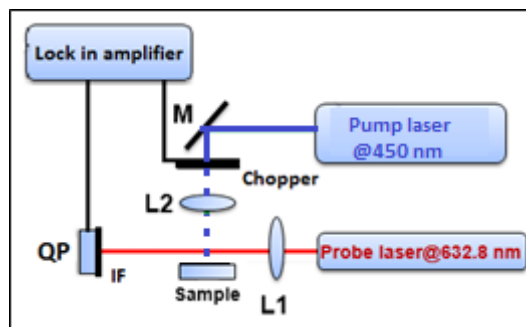 Lock in amplifier
M
Pump laser
@450 nm
Chopper
L2
QP
IF
Sample
L1
Probe laser@632.8 nm